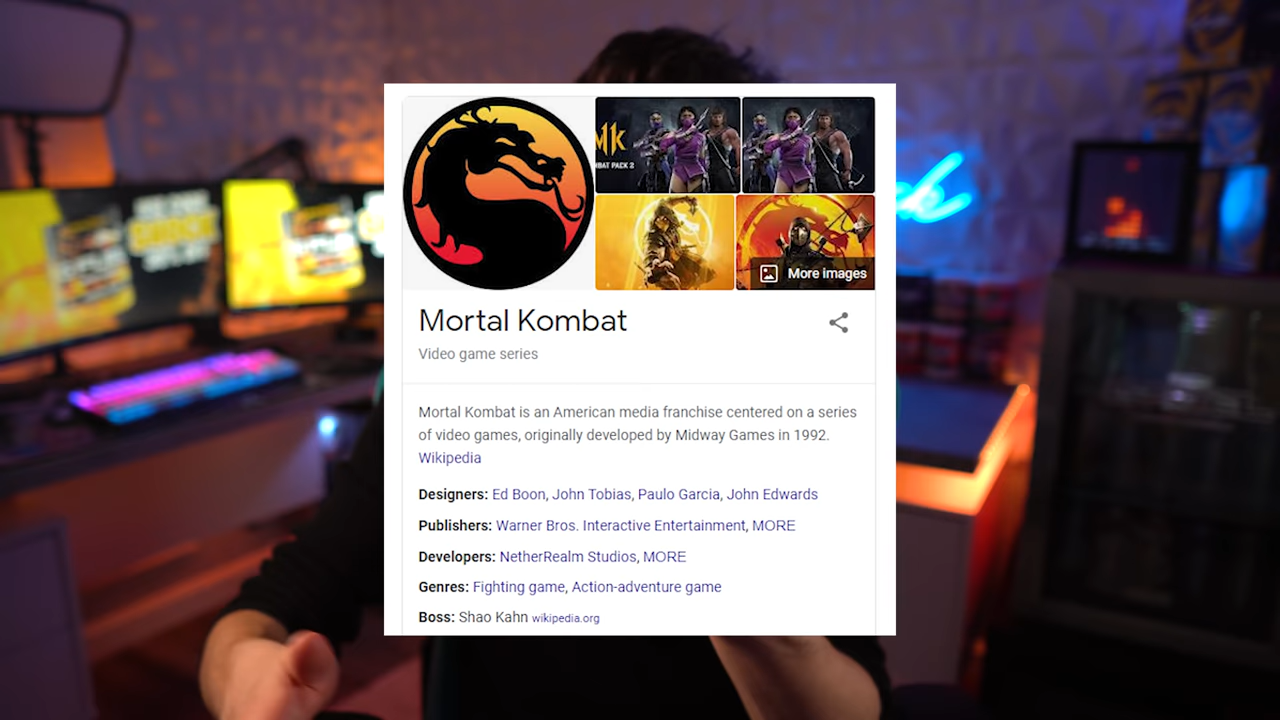 Mk
MBAT PACK 2
More images
Mortal Kombat
Video game series
Mortal Kombat is an American media franchise centered on a series
of video games, originally developed by Midway Games in 1992.
Wikipedia
Designers: Ed Boon, John Tobias, Paulo Garcia, John Edwards
Publishers: Warner Bros. Interactive Entertainment, MORE
Developers: NetherRealm Studios, MORE
Genres: Fighting game, Action-adventure game
Boss: Shao Kahn wikipedia.org